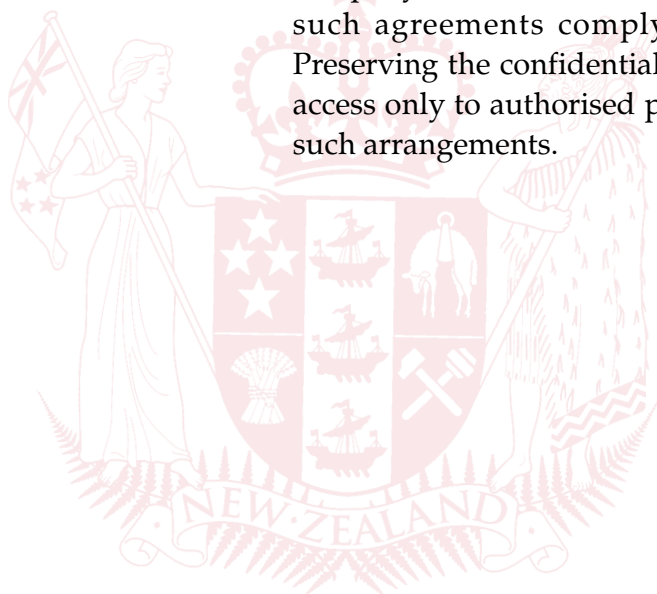 such agreements comply
Preserving the confidential
access only to authorised p
such arrangements.
NEW·ZEALAND